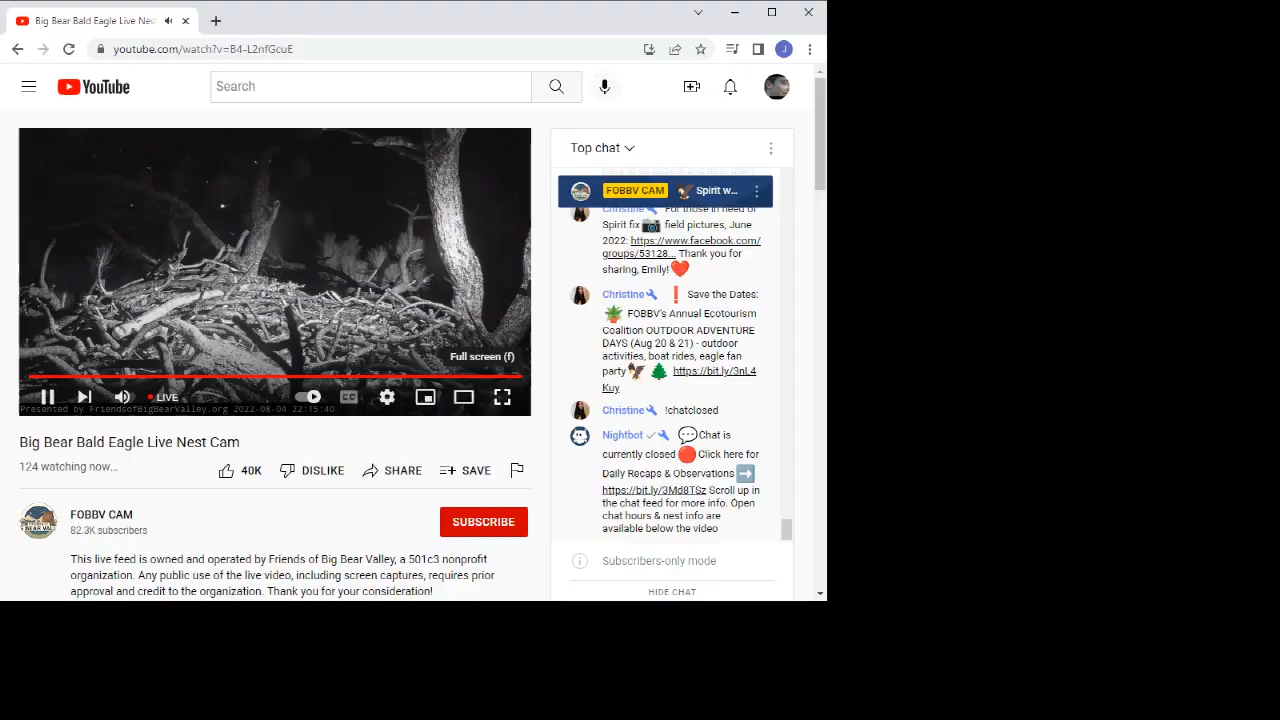 Big Bear Bald Eagle Live Nest
youtube.com/watch?v=B4-L2nfGcuE
J
YouTube
Search
Full screen (f)
LIVE
CC
Presented by FriendsofBigBearValley.org 2022-08-04 22:15:40
Big Bear Bald Eagle Live Nest Cam
124 watching now...
40K
DISLIKE
SHARE
SAVE
FOBBV CAM
82.3K subscribers
SUBSCRIBE
This live feed is owned and operated by Friends of Big Bear Valley, a 501c3 nonprofit
organization. Any public use of the live video, including screen captures, requires prior
approval and credit to the organization. Thank you for your consideration!
Top chat
FOBBV CAM Spirit w...
Christine For those in need of
Spirit fix field pictures, June
2022: https://www.facebook.com/
groups/53128... Thank you for
sharing, Emily!
Christine Save the Dates:
FOBBV's Annual Ecotourism
Coalition OUTDOOR ADVENTURE
DAYS (Aug 20 & 21) - outdoor
activities, boat rides, eagle fan
party https://bit.ly/3nL4
Kuy
Christine !chatclosed
Nightbot Chat is
currently closed Click here for
Daily Recaps & Observations
https://bit.ly/3Md8TSz Scroll up in
the chat feed for more info. Open
chat hours & nest info are
available below the video
Subscribers-only mode
HIDE CHAT